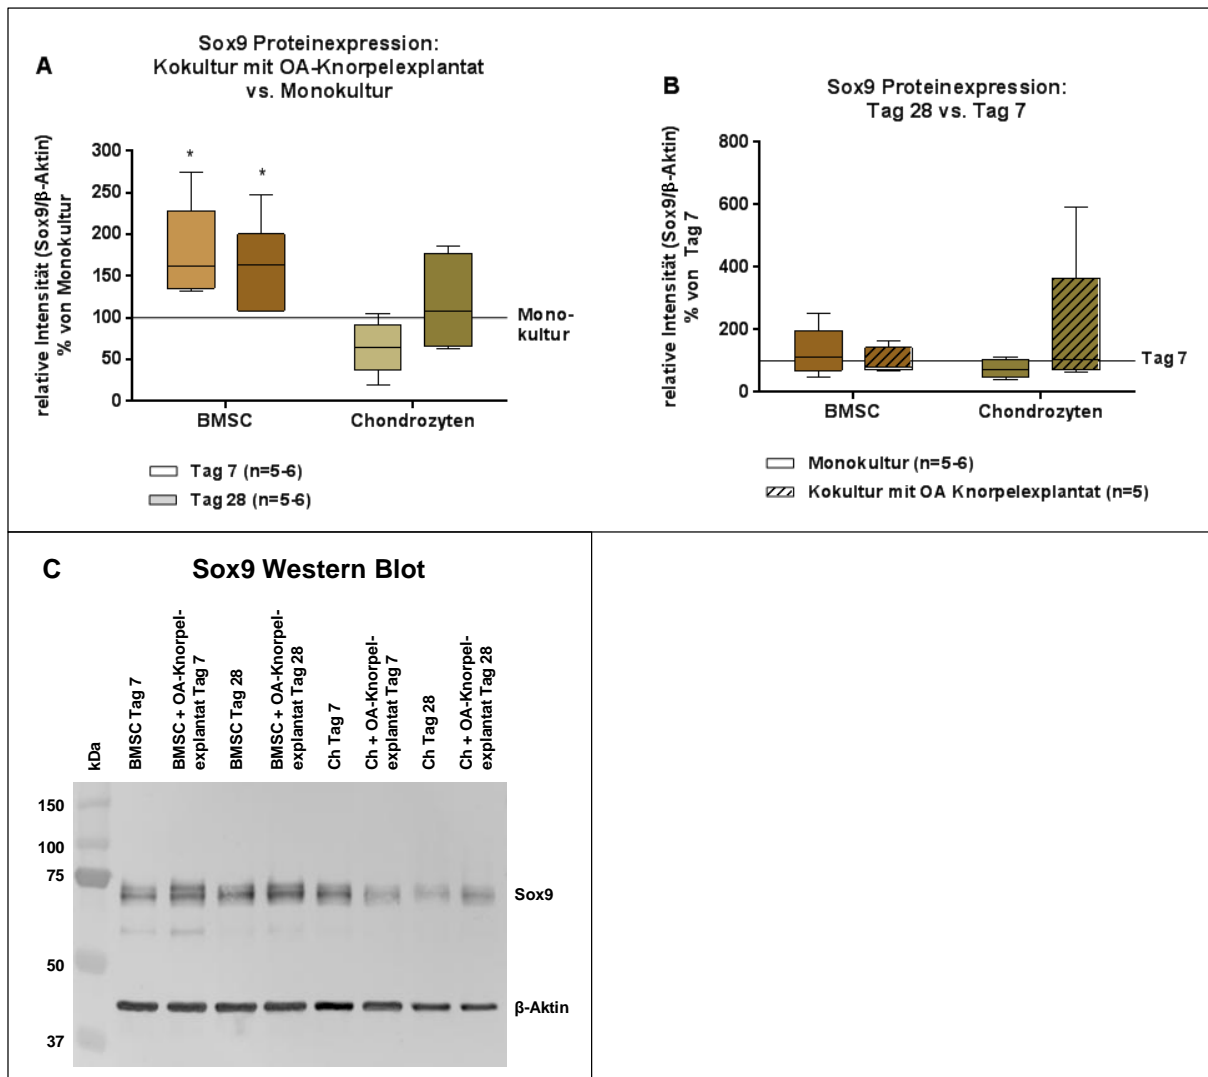 A
Sox9 Proteinexpression:
Kokultur mit OA-Knorpelexplantat
vs. Monokultur
relative Intensität (Sox9/β-Aktin)
% von Monokultur
300
250
200
150
100
50
0
*
*
Mono-
kultur
BMSC
Chondrozyten
Tag 7 (n=5-6)
Tag 28 (n=5-6)
B
Sox9 Proteinexpression:
Tag 28 vs. Tag 7
relative Intensität (Sox9/β-Aktin)
% von Tag 7
800
600
400
200
0
Tag 7
BMSC
Chondrozyten
Monokultur (n=5-6)
Kokultur mit OA Knorpelexplantat (n=5)
C
Sox9 Western Blot
kDa
BMSC Tag 7
BMSC + OA-Knorpel-
explantat Tag 7
BMSC Tag 28
BMSC + OA-Knorpel-
explantat Tag 28
Ch Tag 7
Ch + OA-Knorpel-
explantat Tag 7
Ch Tag 28
Ch + OA-Knorpel-
explantat Tag 28
150
100
75
50
37
Sox9
β-Aktin